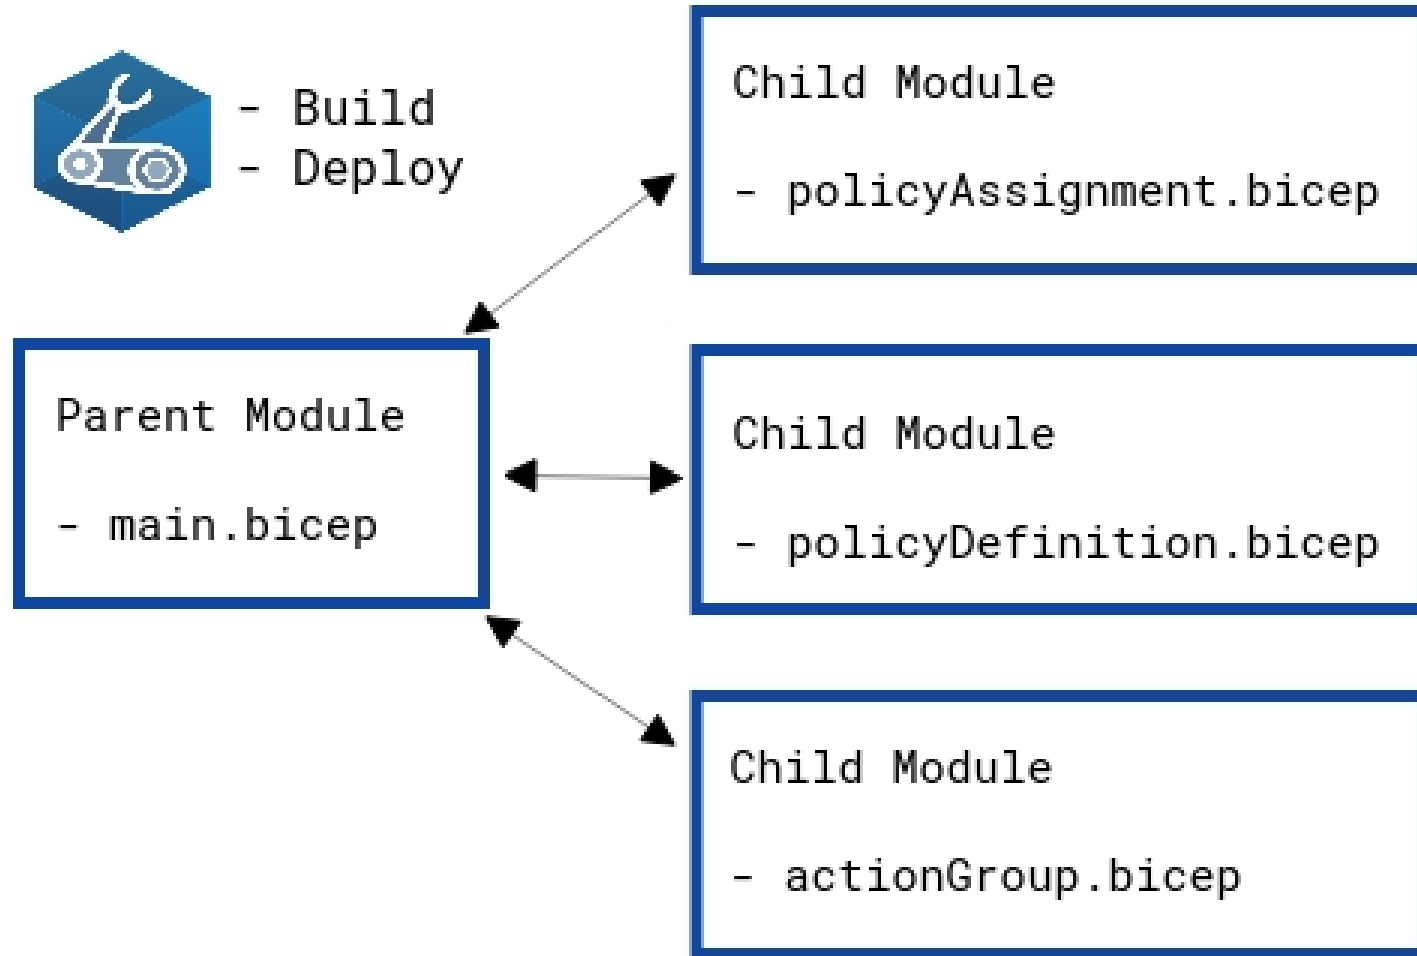 - Build
- Deploy
Parent Module
- main.bicep
Child Module
- policyAssignment.bicep
Child Module
- policyDefinition.bicep
Child Module
- actionGroup.bicep